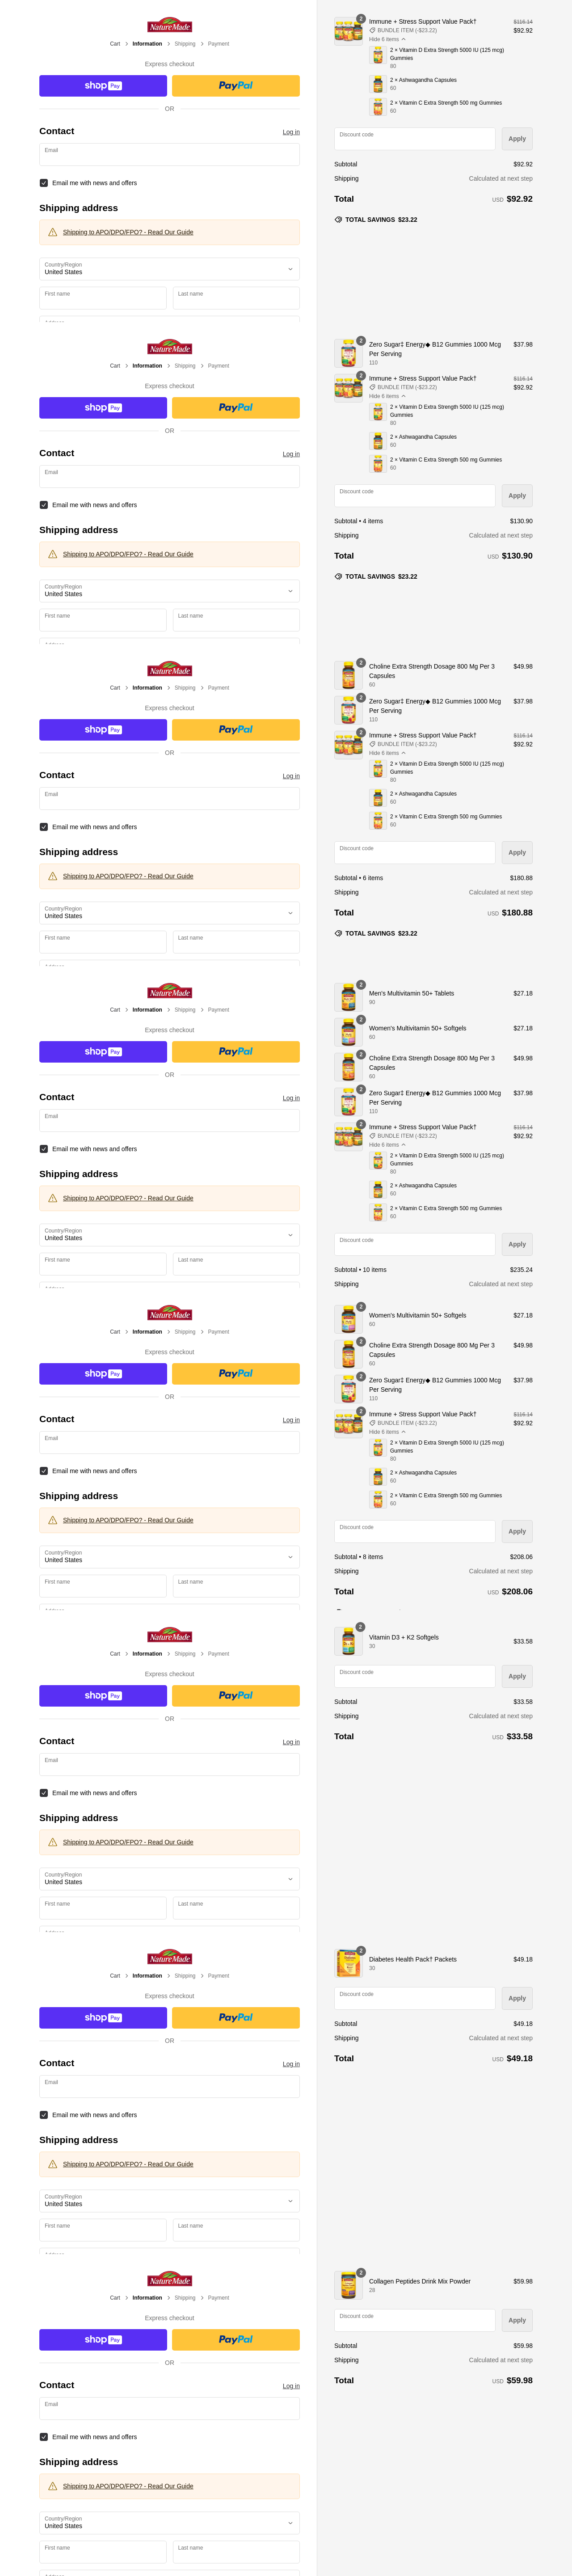 Nature Made
Cart > Information > Shipping > Payment
Express checkout
shop Pay
PayPal
OR
Contact
Log in
Email
Email me with news and offers
Shipping address
Shipping to APO/DPO/FPO? - Read Our Guide
Country/Region
United States
First name
Last name
2
Immune + Stress Support Value Pack†
$116.14
BUNDLE ITEM (-$23.22)
$92.92
Hide 6 items
2 × Vitamin D Extra Strength 5000 IU (125 mcg)
Gummies
80
2 × Ashwagandha Capsules
60
2 × Vitamin C Extra Strength 500 mg Gummies
60
Discount code
Apply
Subtotal
$92.92
Shipping
Calculated at next step
Total
USD $92.92
TOTAL SAVINGS $23.22
Nature Made
Cart > Information > Shipping > Payment
Express checkout
shop Pay
PayPal
OR
Contact
Log in
Email
Email me with news and offers
Shipping address
Shipping to APO/DPO/FPO? - Read Our Guide
Country/Region
United States
First name
Last name
2
Zero Sugar‡ Energy◆ B12 Gummies 1000 Mcg
$37.98
Per Serving
110
2
Immune + Stress Support Value Pack†
$116.14
BUNDLE ITEM (-$23.22)
$92.92
Hide 6 items
2 × Vitamin D Extra Strength 5000 IU (125 mcg)
Gummies
80
2 × Ashwagandha Capsules
60
2 × Vitamin C Extra Strength 500 mg Gummies
60
Discount code
Apply
Subtotal • 4 items
$130.90
Shipping
Calculated at next step
Total
USD $130.90
TOTAL SAVINGS $23.22
Nature Made
Cart > Information > Shipping > Payment
Express checkout
shop Pay
PayPal
OR
Contact
Log in
Email
Email me with news and offers
Shipping address
Shipping to APO/DPO/FPO? - Read Our Guide
Country/Region
United States
First name
Last name
2
Choline Extra Strength Dosage 800 Mg Per 3
$49.98
Capsules
60
2
Zero Sugar‡ Energy◆ B12 Gummies 1000 Mcg
$37.98
Per Serving
110
2
Immune + Stress Support Value Pack†
$116.14
BUNDLE ITEM (-$23.22)
$92.92
Hide 6 items
2 × Vitamin D Extra Strength 5000 IU (125 mcg)
Gummies
80
2 × Ashwagandha Capsules
60
2 × Vitamin C Extra Strength 500 mg Gummies
60
Discount code
Apply
Subtotal • 6 items
$180.88
Shipping
Calculated at next step
Total
USD $180.88
TOTAL SAVINGS $23.22
Nature Made
Cart > Information > Shipping > Payment
Express checkout
shop Pay
PayPal
OR
Contact
Log in
Email
Email me with news and offers
Shipping address
Shipping to APO/DPO/FPO? - Read Our Guide
Country/Region
United States
First name
Last name
2
Men's Multivitamin 50+ Tablets
$27.18
90
2
Women's Multivitamin 50+ Softgels
$27.18
60
2
Choline Extra Strength Dosage 800 Mg Per 3
$49.98
Capsules
60
2
Zero Sugar‡ Energy◆ B12 Gummies 1000 Mcg
$37.98
Per Serving
110
2
Immune + Stress Support Value Pack†
$116.14
BUNDLE ITEM (-$23.22)
$92.92
Hide 6 items
2 × Vitamin D Extra Strength 5000 IU (125 mcg)
Gummies
80
2 × Ashwagandha Capsules
60
2 × Vitamin C Extra Strength 500 mg Gummies
60
Discount code
Apply
Subtotal • 10 items
$235.24
Shipping
Calculated at next step
Nature Made
Cart > Information > Shipping > Payment
Express checkout
shop Pay
PayPal
OR
Contact
Log in
Email
Email me with news and offers
Shipping address
Shipping to APO/DPO/FPO? - Read Our Guide
Country/Region
United States
First name
Last name
2
Women's Multivitamin 50+ Softgels
$27.18
60
2
Choline Extra Strength Dosage 800 Mg Per 3
$49.98
Capsules
60
2
Zero Sugar‡ Energy◆ B12 Gummies 1000 Mcg
$37.98
Per Serving
110
2
Immune + Stress Support Value Pack†
$116.14
BUNDLE ITEM (-$23.22)
$92.92
Hide 6 items
2 × Vitamin D Extra Strength 5000 IU (125 mcg)
Gummies
80
2 × Ashwagandha Capsules
60
2 × Vitamin C Extra Strength 500 mg Gummies
60
Discount code
Apply
Subtotal • 8 items
$208.06
Shipping
Calculated at next step
Total
USD $208.06
Nature Made
Cart > Information > Shipping > Payment
Express checkout
shop Pay
PayPal
OR
Contact
Log in
Email
Email me with news and offers
Shipping address
Shipping to APO/DPO/FPO? - Read Our Guide
Country/Region
United States
First name
Last name
2
Vitamin D3 + K2 Softgels
$33.58
30
Discount code
Apply
Subtotal
$33.58
Shipping
Calculated at next step
Total
USD $33.58
Nature Made
Cart > Information > Shipping > Payment
Express checkout
shop Pay
PayPal
OR
Contact
Log in
Email
Email me with news and offers
Shipping address
Shipping to APO/DPO/FPO? - Read Our Guide
Country/Region
United States
First name
Last name
2
Diabetes Health Pack† Packets
$49.18
30
Discount code
Apply
Subtotal
$49.18
Shipping
Calculated at next step
Total
USD $49.18
Nature Made
Cart > Information > Shipping > Payment
Express checkout
shop Pay
PayPal
OR
Contact
Log in
Email
Email me with news and offers
Shipping address
Shipping to APO/DPO/FPO? - Read Our Guide
Country/Region
United States
First name
Last name
2
Collagen Peptides Drink Mix Powder
$59.98
28
Discount code
Apply
Subtotal
$59.98
Shipping
Calculated at next step
Total
USD $59.98